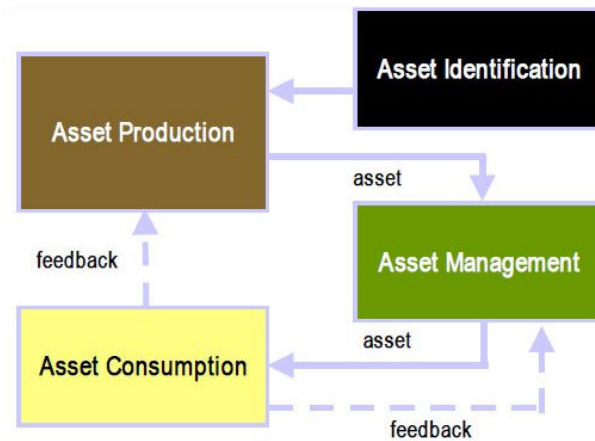 Asset Identification
Asset Production
asset
Asset Management
feedback
asset
Asset Consumption
feedback